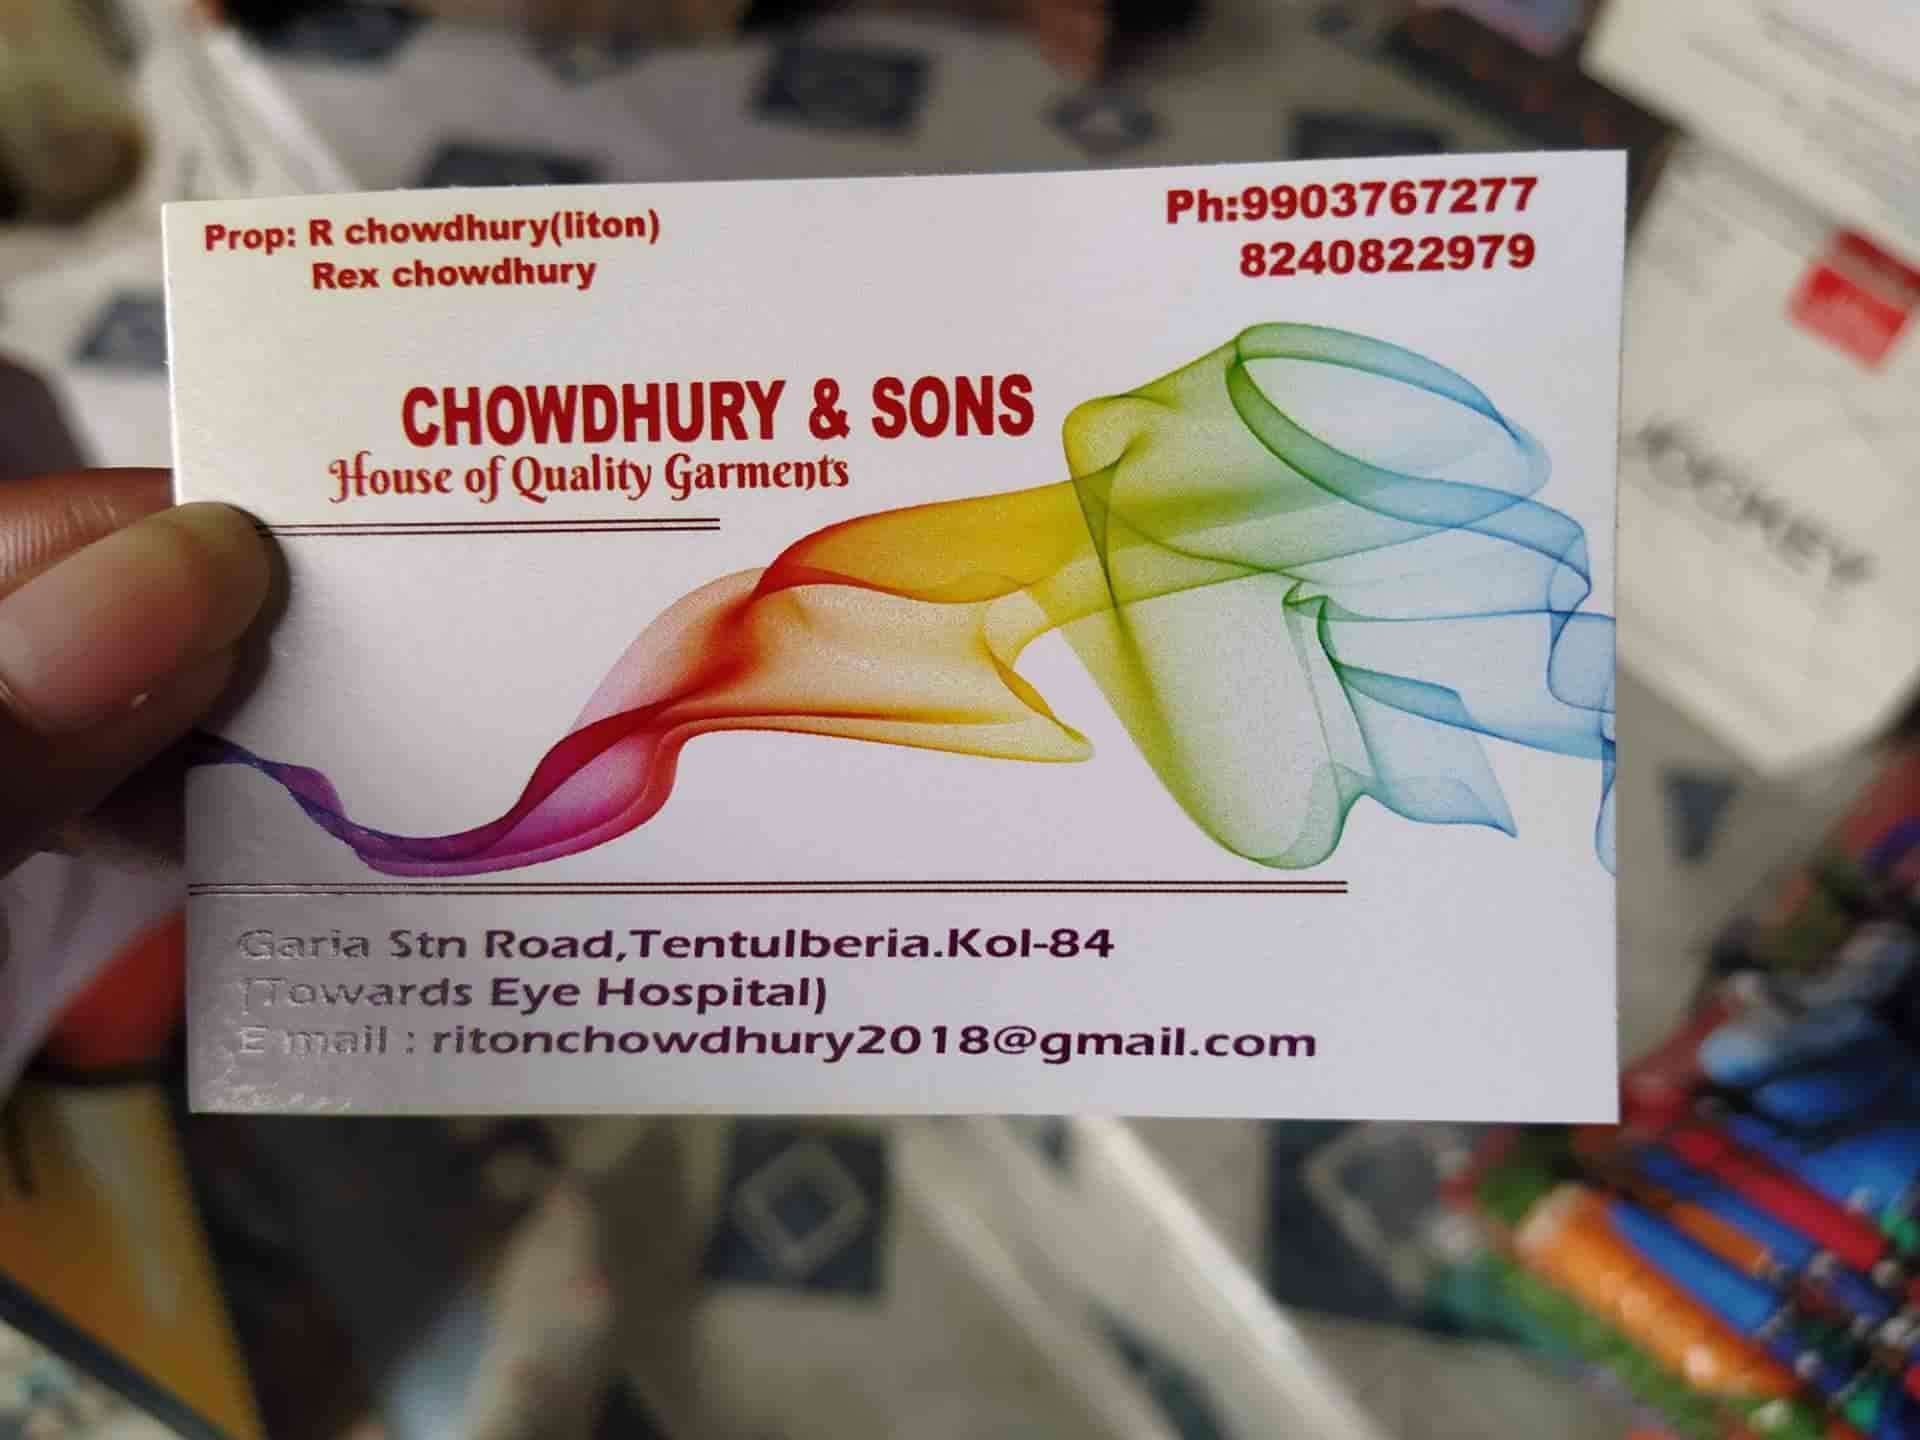 Prop: R chowdhury(liton)
Rex chowdhury
Ph:9903767277
8240822979
CHOWDHURY & SONS
House of Quality Garments
Garia Stn Road,Tentulberia.Kol-84
(Towards Eye Hospital)
E mail : ritonchowdhury2018@gmail.com
JOCKEY